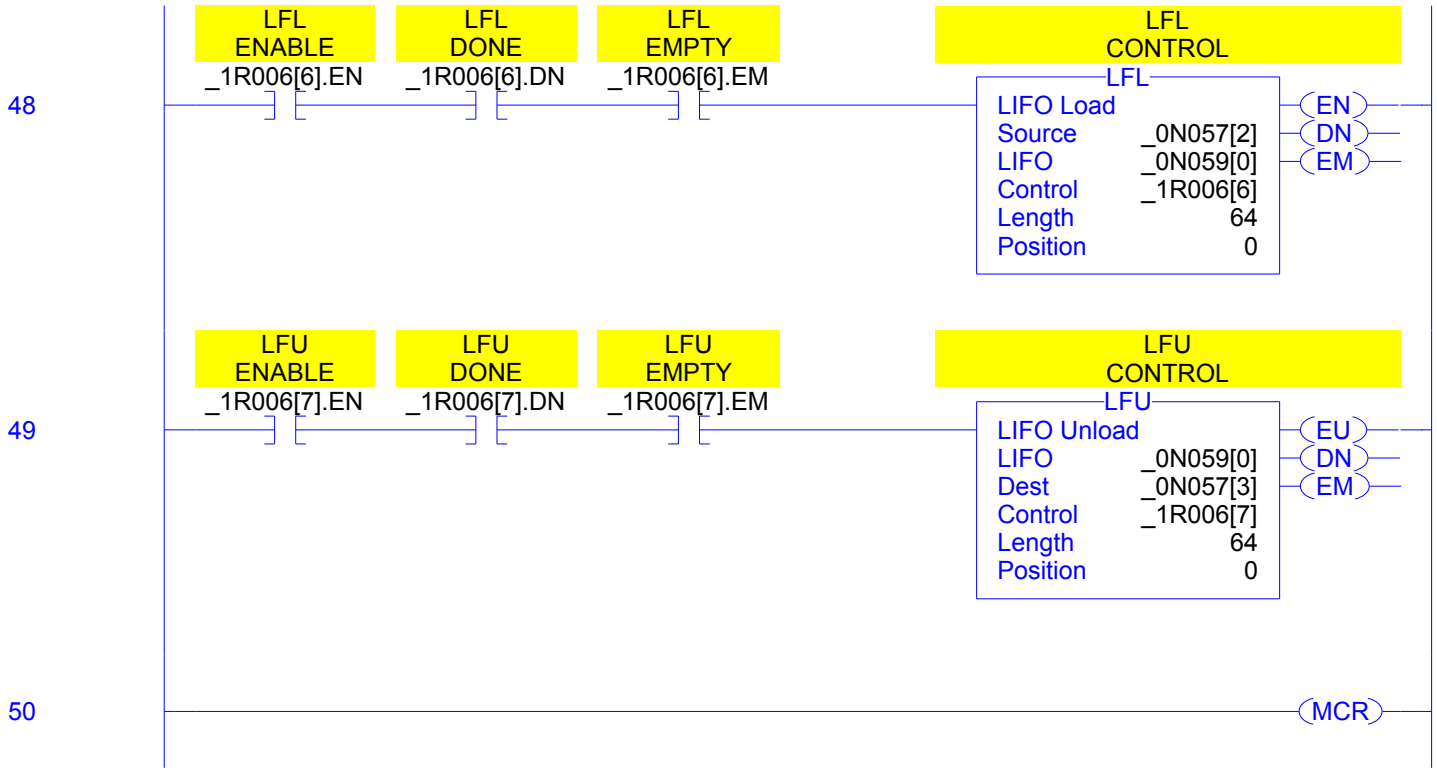 LFL LFL LFL LFL
ENABLE DONE EMPTY CONTROL
_1R006[6].EN _1R006[6].DN _1R006[6].EM LFL
48 LIFO Load EN
Source _0N057[2] DN
LIFO _0N059[0] EM
Control _1R006[6]
Length 64
Position 0
LFU LFU LFU LFU
ENABLE DONE EMPTY CONTROL
_1R006[7].EN _1R006[7].DN _1R006[7].EM LFU
49 LIFO Unload EU
LIFO _0N059[0] DN
Dest _0N057[3] EM
Control _1R006[7]
Length 64
Position 0
50 MCR